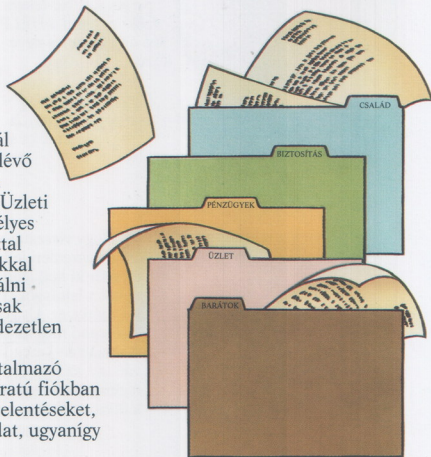 CSALÁD
BIZTOSÍTÁS
PÉNZÜGYEK
ÜZLET
BARÁTOK
ál
lévő
Üzleti
élyes
ttal
kkal
álni
sak
dezetlen
talmazó
ratú fiókban
elentéseket,
lat, ugyanígy